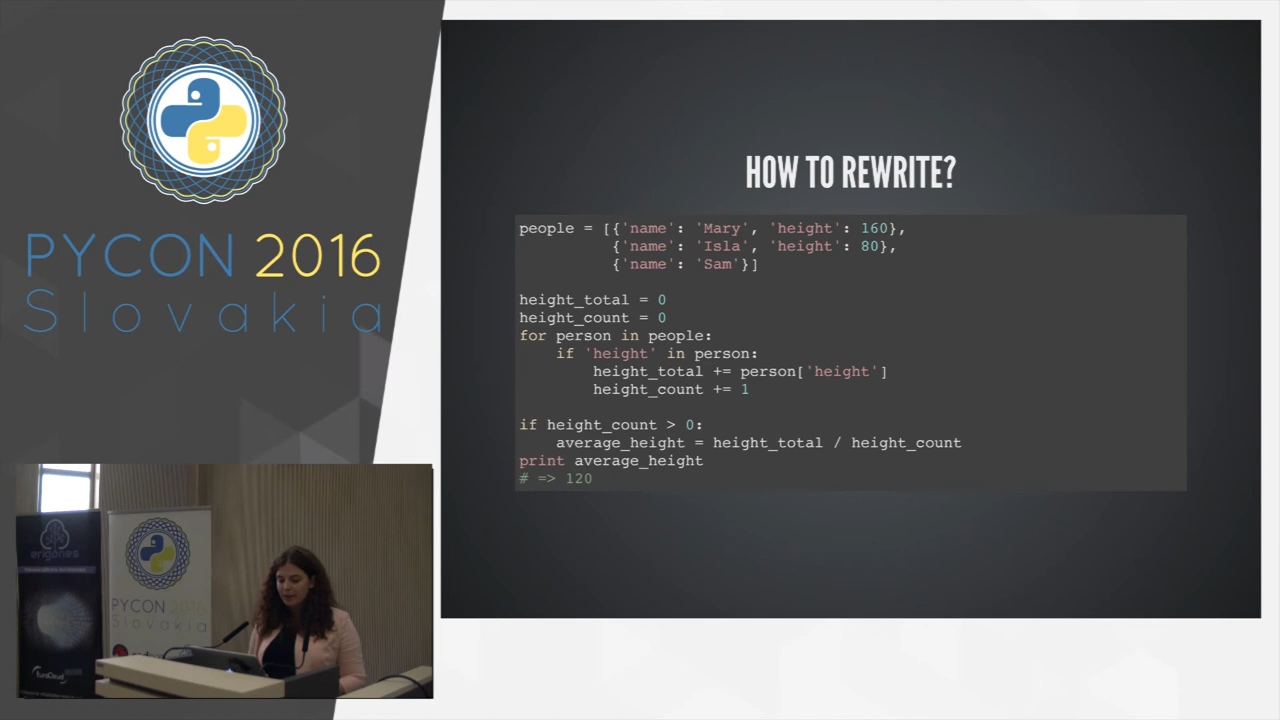 PYCON 2016
Slovakia
HOW TO REWRITE?
people = [{'name': 'Mary', 'height': 160},
          {'name': 'Isla', 'height': 80},
          {'name': 'Sam'}]
height_total = 0
height_count = 0
for person in people:
    if 'height' in person:
        height_total += person['height']
        height_count += 1
if height_count > 0:
    average_height = height_total / height_count
print average_height
# => 120
erigones
EuroCloud
PYCON 2016
Slovakia